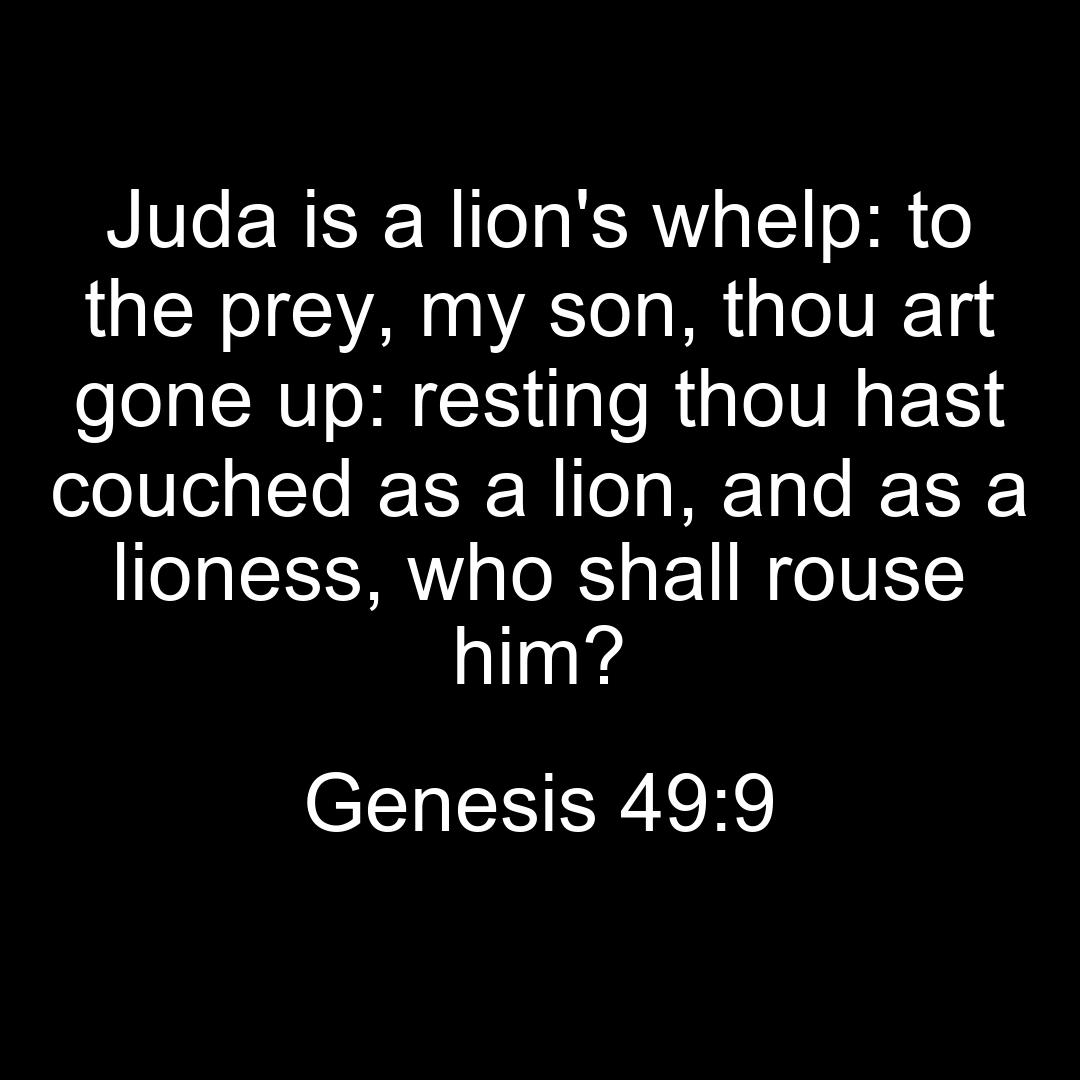 Juda is a lion's whelp: to
the prey, my son, thou art
gone up: resting thou hast
couched as a lion, and as a
lioness, who shall rouse
him?
Genesis 49:9